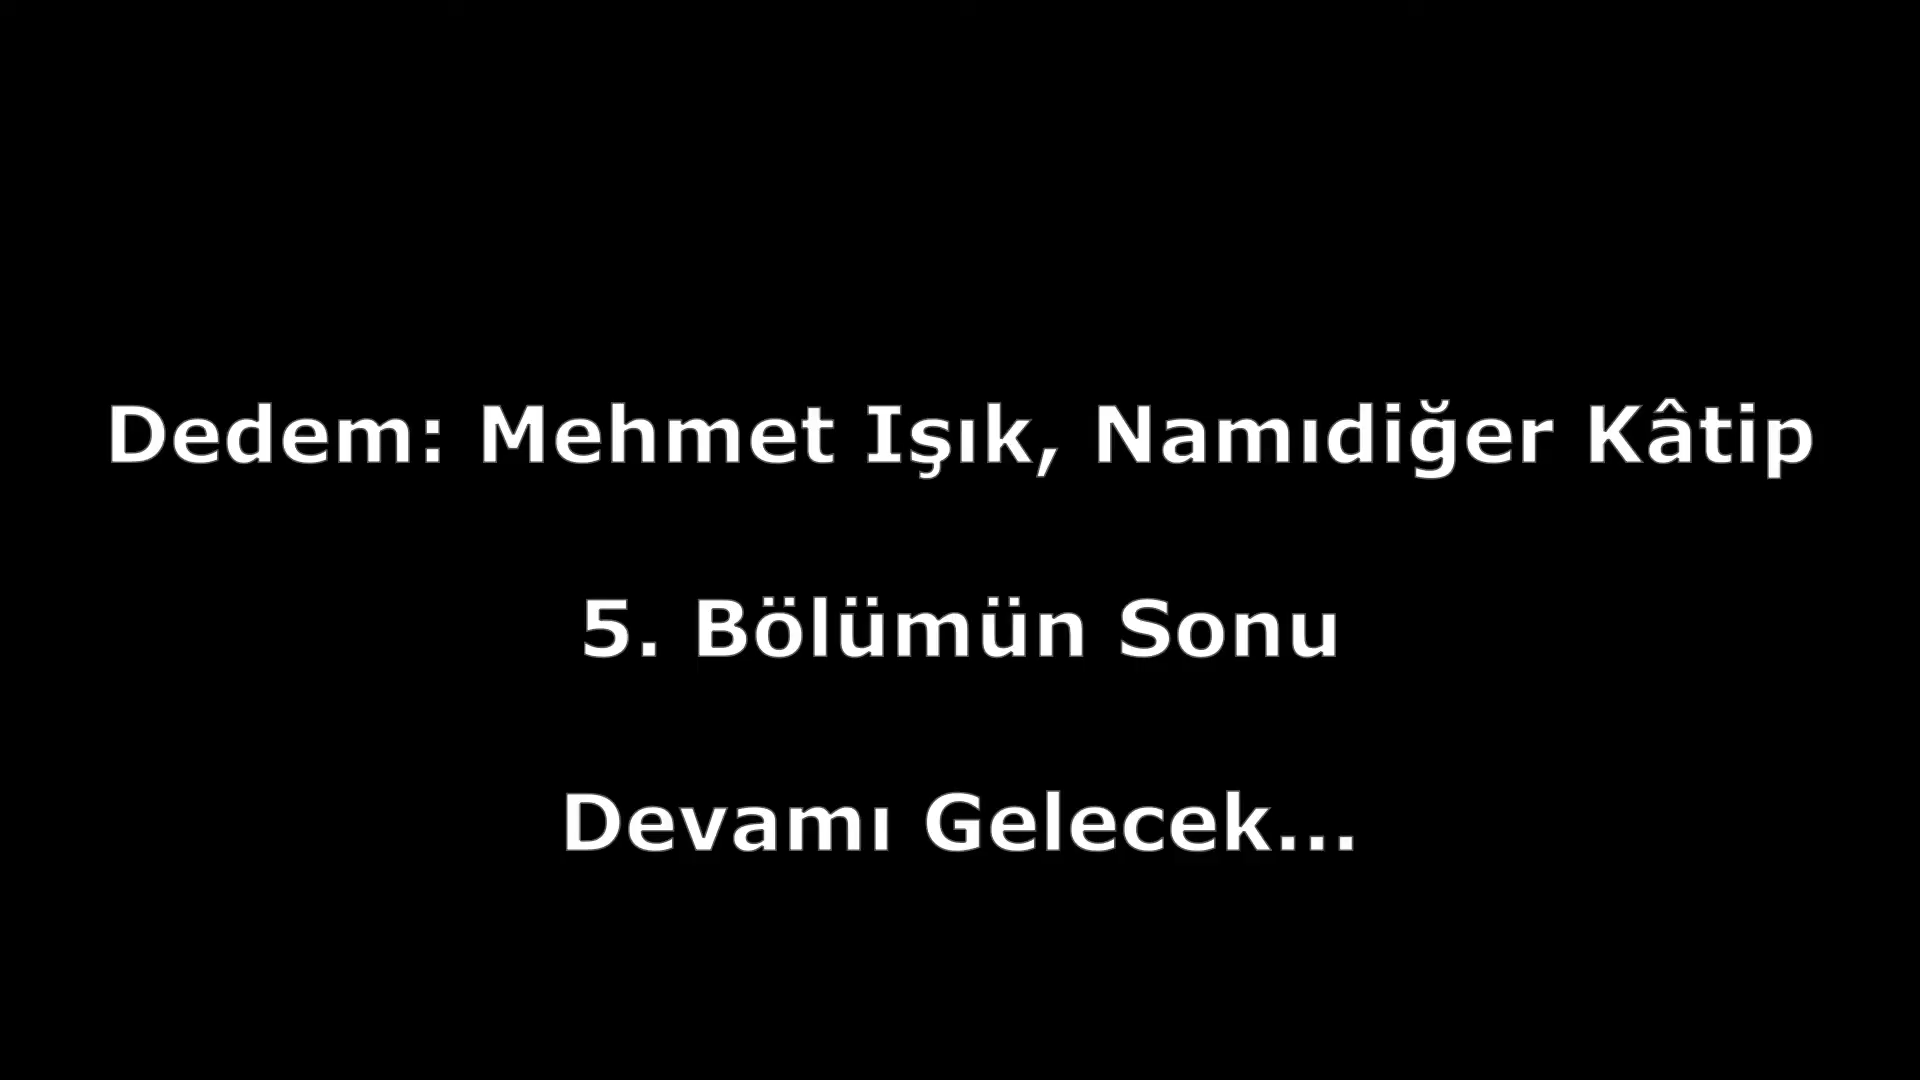 Dedem: Mehmet Işık, Namıdiğer Kâtip
5. Bölümün Sonu
Devamı Gelecek...